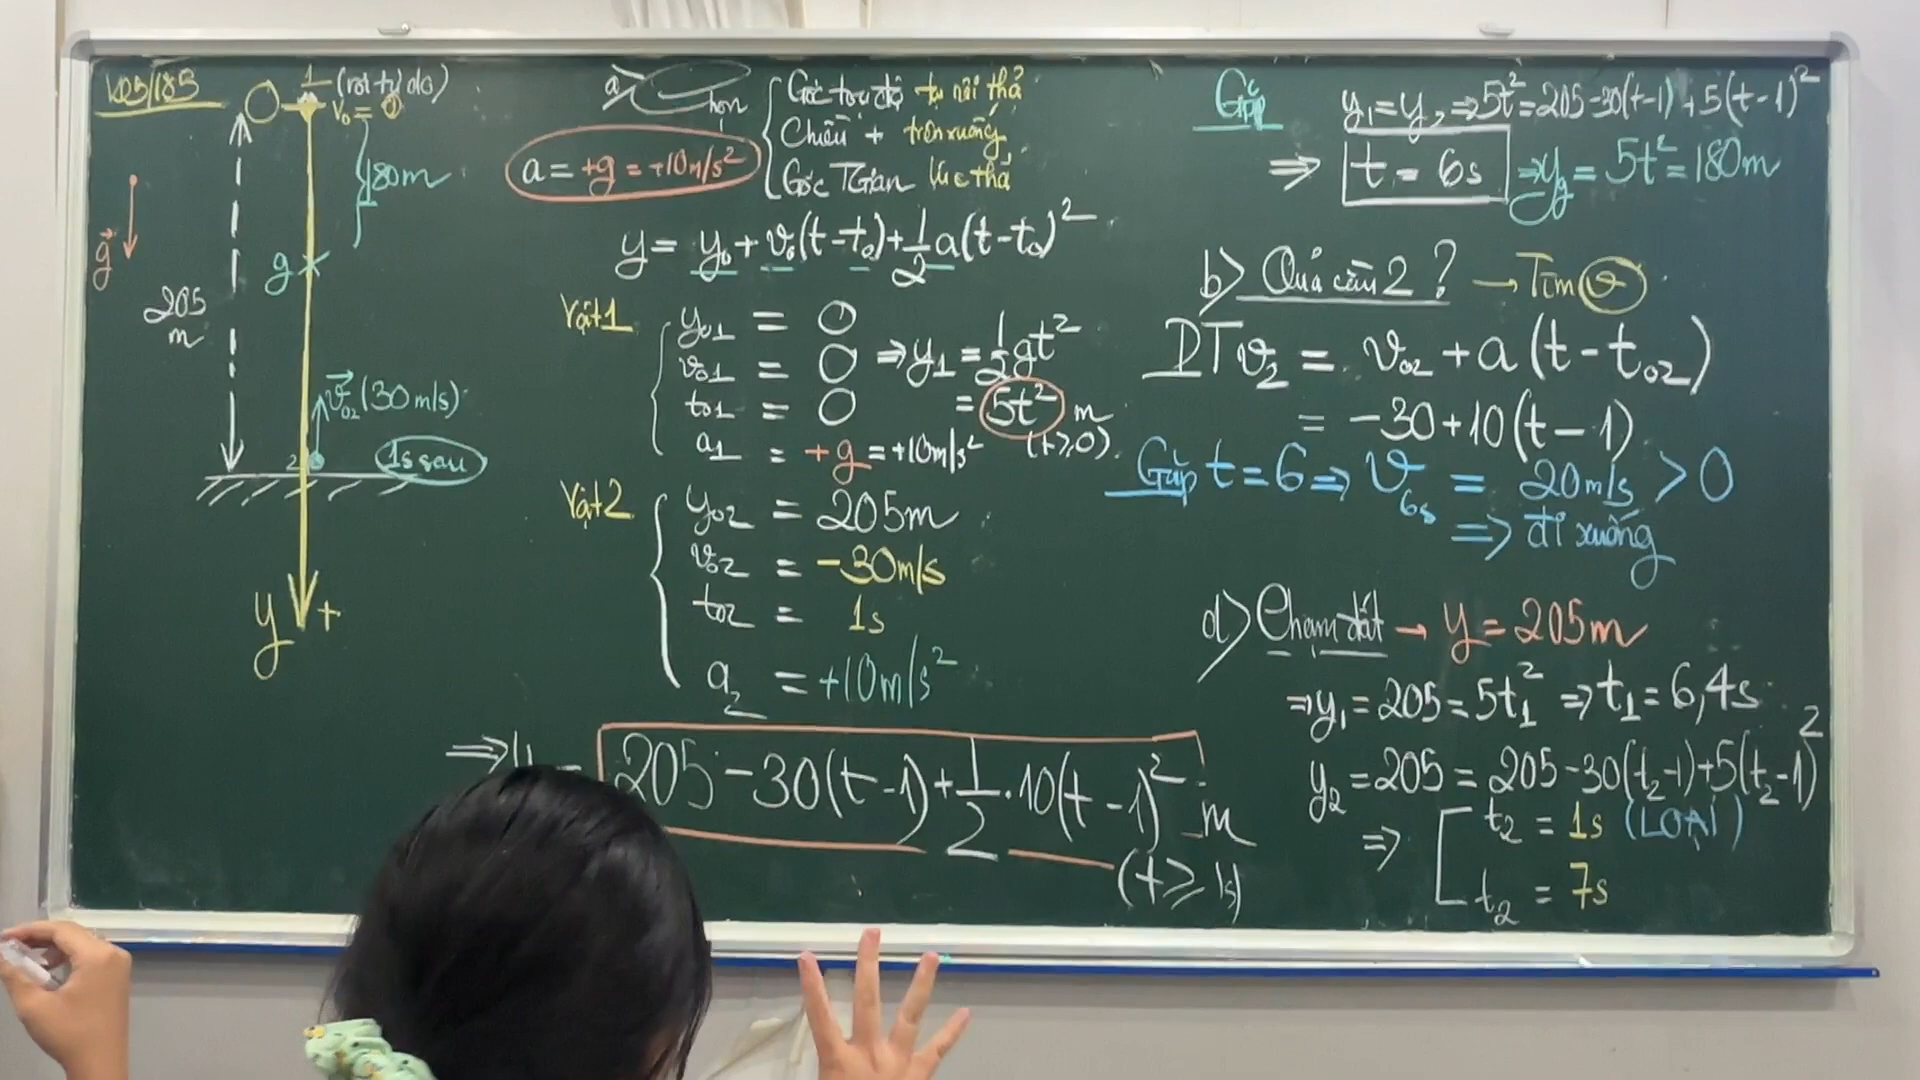 1 (rơi tự do)
O
v₀ = 0
180m
g⃗
g
205
m
v⃗₀₂ (30 m/s)
2
1s sau
y +
a)
Gốc toạ độ tại nơi thả
Chiều + trên xuống
Gốc TGian lúc thả
a = +g = +10m/s²
y = y₀ + v₀(t-t₀) + 1/2 a(t-t₀)²
Vật 1
y₀₁ = 0
v₀₁ = 0
t₀₁ = 0
a₁ = +g = +10m/s²
⇒ y₁ = 1/2 gt²
= 5t² m
(t ≥ 0)
Vật 2
y₀₂ = 205m
v₀₂ = -30m/s
t₀₂ = 1s
a₂ = +10m/s²
⇒ y = 205 - 30(t-1) + 1/2 . 10(t-1)² m
(t ≥ 1s)
Gặp y₁ = y₂ ⇒ 5t² = 205 - 30(t-1) + 5(t-1)²
⇒ t = 6s ⇒ yg = 5t² = 180m
b) Quả cầu 2 ? → Tìm v
PT v₂ = v₀₂ + a(t - t₀₂)
= -30 + 10(t - 1)
Gặp t = 6 ⇒ v6s = 20m/s > 0
⇒ đi xuống
d) Chạm đất → y = 205m
⇒ y₁ = 205 = 5t₁² ⇒ t₁ = 6,4s
y₂ = 205 = 205 - 30(t₂-1) + 5(t₂-1)²
⇒ t₂ = 1s (LOẠI)
t₂ = 7s